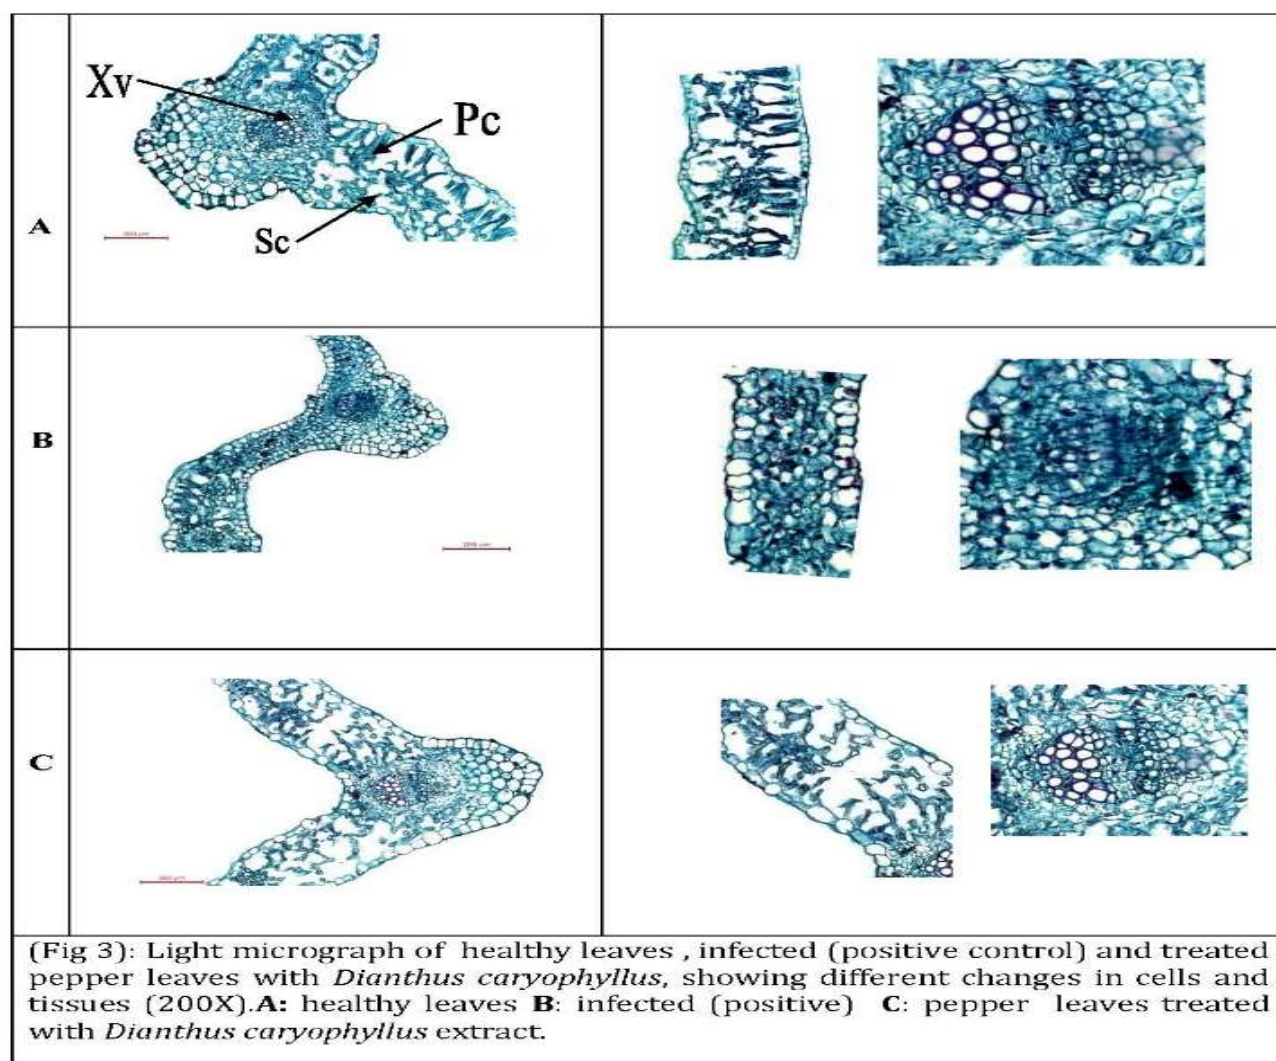 Xv
Pc
Sc
A
B
C
(Fig 3): Light micrograph of healthy leaves , infected (positive control) and treated
pepper leaves with Dianthus caryophyllus, showing different changes in cells and
tissues (200X).A: healthy leaves B: infected (positive) C: pepper leaves treated
with Dianthus caryophyllus extract.